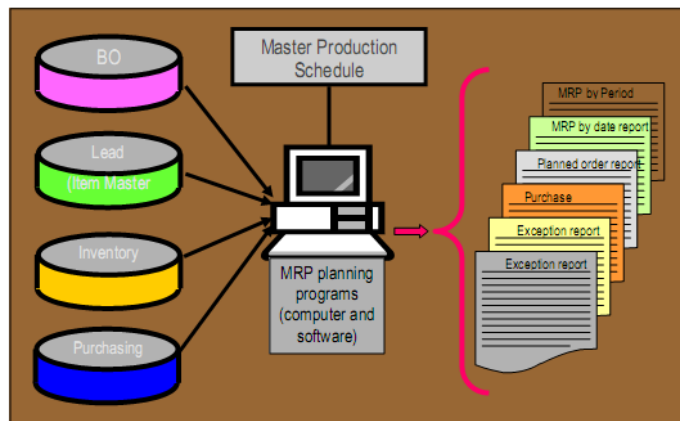 BO
Lead
(Item Master
Inventory
Purchasing
Master Production
Schedule
MRP planning
programs
(computer and
software)
MRP by Period
MRP by date report
Planned order report
Purchase
Exception report
Exception report